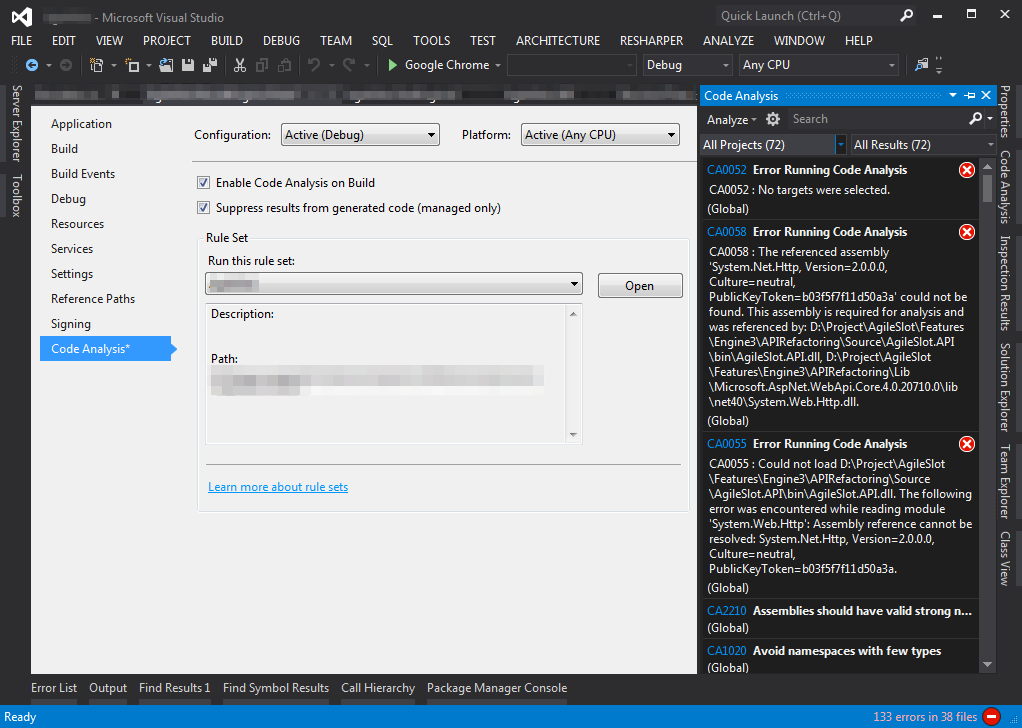 - Microsoft Visual Studio
Quick Launch (Ctrl+Q)
FILE EDIT VIEW PROJECT BUILD DEBUG TEAM SQL TOOLS TEST ARCHITECTURE RESHARPER ANALYZE WINDOW HELP
Google Chrome
Debug
Any CPU
Server Explorer
Toolbox
Application
Build
Build Events
Debug
Resources
Services
Settings
Reference Paths
Signing
Code Analysis*
Configuration: Active (Debug)
Platform: Active (Any CPU)
Enable Code Analysis on Build
Suppress results from generated code (managed only)
Rule Set
Run this rule set:
Open
Description:
Path:
Learn more about rule sets
Code Analysis
Analyze
Search
All Projects (72)
All Results (72)
CA0052 Error Running Code Analysis
CA0052 : No targets were selected.
(Global)
CA0058 Error Running Code Analysis
CA0058 : The referenced assembly
'System.Net.Http, Version=2.0.0.0,
Culture=neutral,
PublicKeyToken=b03f5f7f11d50a3a' could not be
found. This assembly is required for analysis and
was referenced by: D:\Project\AgileSlot\Features
\Engine3\APIRefactoring\Source\AgileSlot.API
\bin\AgileSlot.API.dll, D:\Project\AgileSlot
\Features\Engine3\APIRefactoring\Lib
\Microsoft.AspNet.WebApi.Core.4.0.20710.0\lib
\net40\System.Web.Http.dll.
(Global)
CA0055 Error Running Code Analysis
CA0055 : Could not load D:\Project\AgileSlot
\Features\Engine3\APIRefactoring\Source
\AgileSlot.API\bin\AgileSlot.API.dll. The following
error was encountered while reading module
'System.Web.Http': Assembly reference cannot be
resolved: System.Net.Http, Version=2.0.0.0,
Culture=neutral,
PublicKeyToken=b03f5f7f11d50a3a.
(Global)
CA2210 Assemblies should have valid strong n...
(Global)
CA1020 Avoid namespaces with few types
(Global)
Properties
Code Analysis
Inspection Results
Solution Explorer
Team Explorer
Class View
Error List Output Find Results 1 Find Symbol Results Call Hierarchy Package Manager Console
Ready
133 errors in 38 files